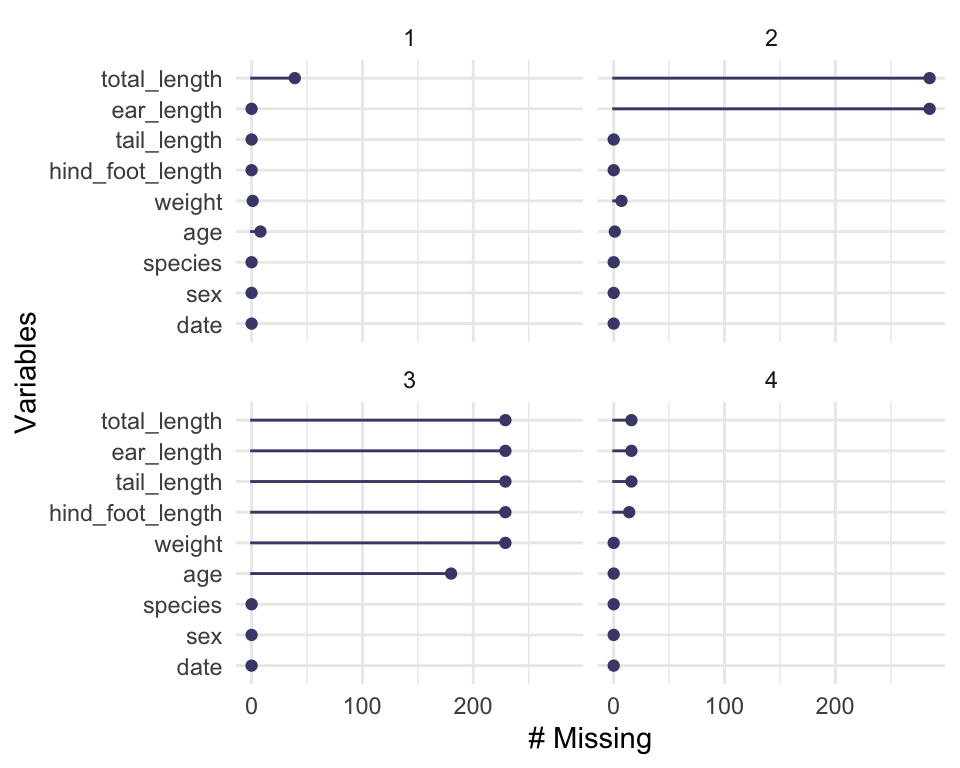 1
2
total_length
ear_length
tail_length
hind_foot_length
weight
age
species
sex
date
Variables
3
4
total_length
ear_length
tail_length
hind_foot_length
weight
age
species
sex
date
0 100 200
0 100 200
# Missing